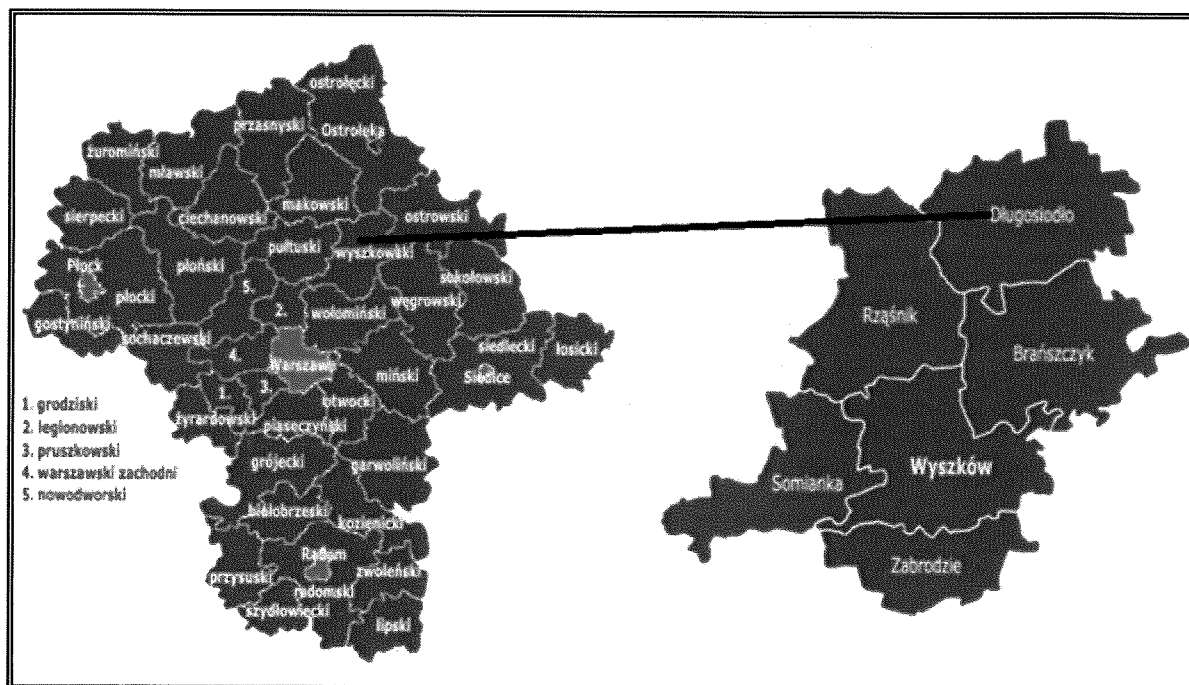 ostrołęcki
przasnyski
Ostrołęka
żuromiński
mławski
makowski
sierpecki
ciechanowski
ostrowski
pułtuski
wyszkowski
Płock
płoński
sokołowski
płocki
5.
węgrowski
gostyniński
2.
wołomiński
sochaczewski
4.
Warszawa
siedlecki
łosicki
miński
Siedlce
1.
3.
otwocki
żyrardowski
piaseczyński
1. grodziski
2. legionowski
3. pruszkowski
4. warszawski zachodni
5. nowodworski
grójecki
garwoliński
białobrzeski
kozienicki
Radom
przysuski
zwoleński
radomski
szydłowiecki
lipski
Długosiodło
Rząśnik
Brańszczyk
Wyszków
Somianka
Zabrodzie